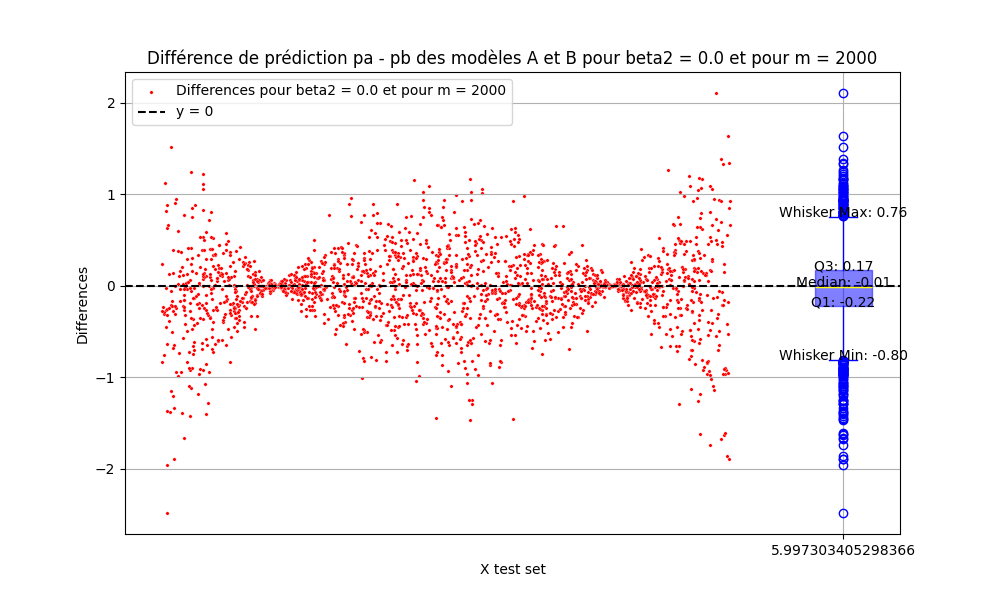 Différence de prédiction pa - pb des modèles A et B pour beta2 = 0.0 et pour m = 2000
Differences pour beta2 = 0.0 et pour m = 2000
y = 0
2
1
0
−1
−2
Differences
Whisker Max: 0.76
Q3: 0.17
Median: -0.01
Q1: -0.22
Whisker Min: -0.80
5.997303405298366
X test set